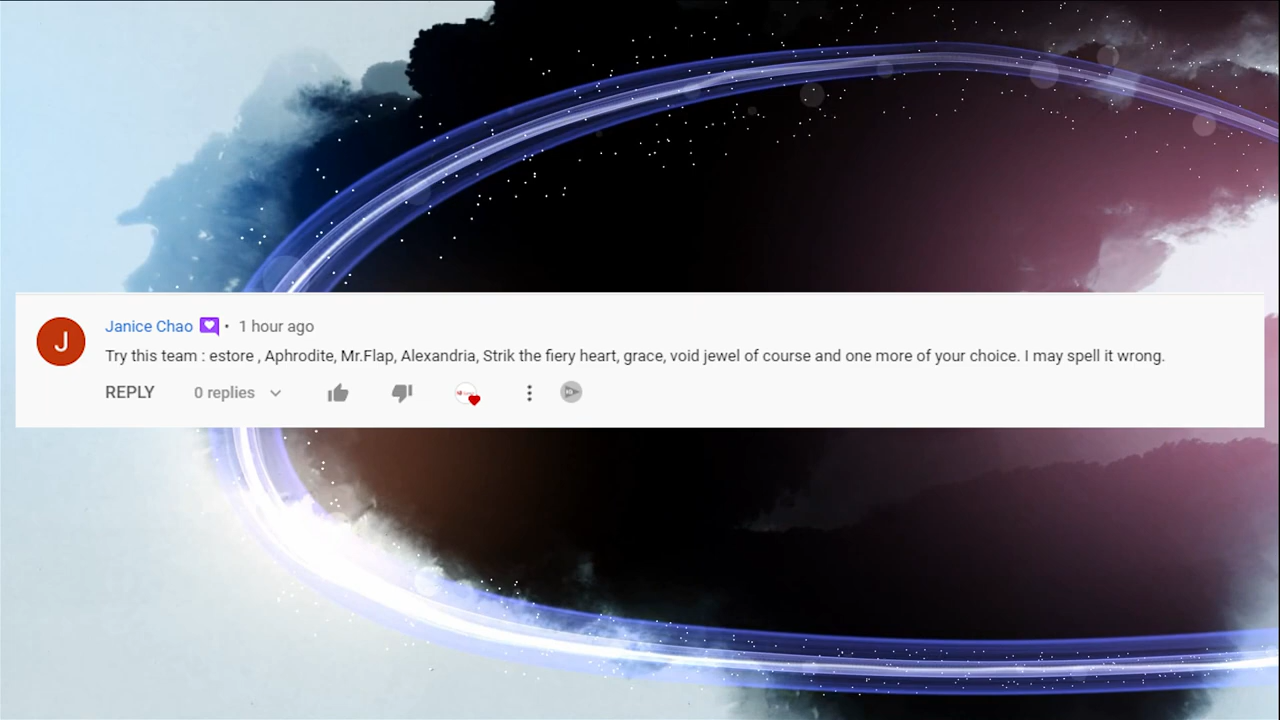 J
Janice Chao • 1 hour ago
Try this team : estore , Aphrodite, Mr.Flap, Alexandria, Strik the fiery heart, grace, void jewel of course and one more of your choice. I may spell it wrong.
REPLY 0 replies